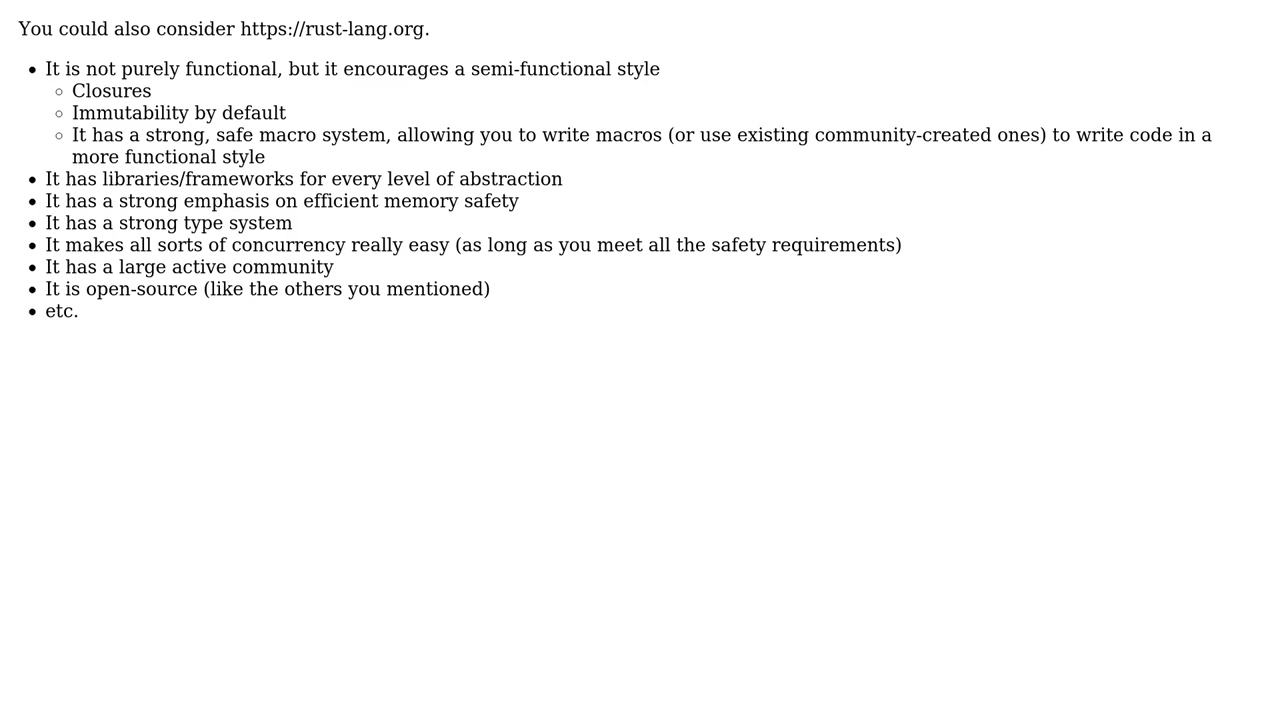 You could also consider https://rust-lang.org.
• It is not purely functional, but it encourages a semi-functional style
◦ Closures
◦ Immutability by default
◦ It has a strong, safe macro system, allowing you to write macros (or use existing community-created ones) to write code in a
more functional style
• It has libraries/frameworks for every level of abstraction
• It has a strong emphasis on efficient memory safety
• It has a strong type system
• It makes all sorts of concurrency really easy (as long as you meet all the safety requirements)
• It has a large active community
• It is open-source (like the others you mentioned)
• etc.